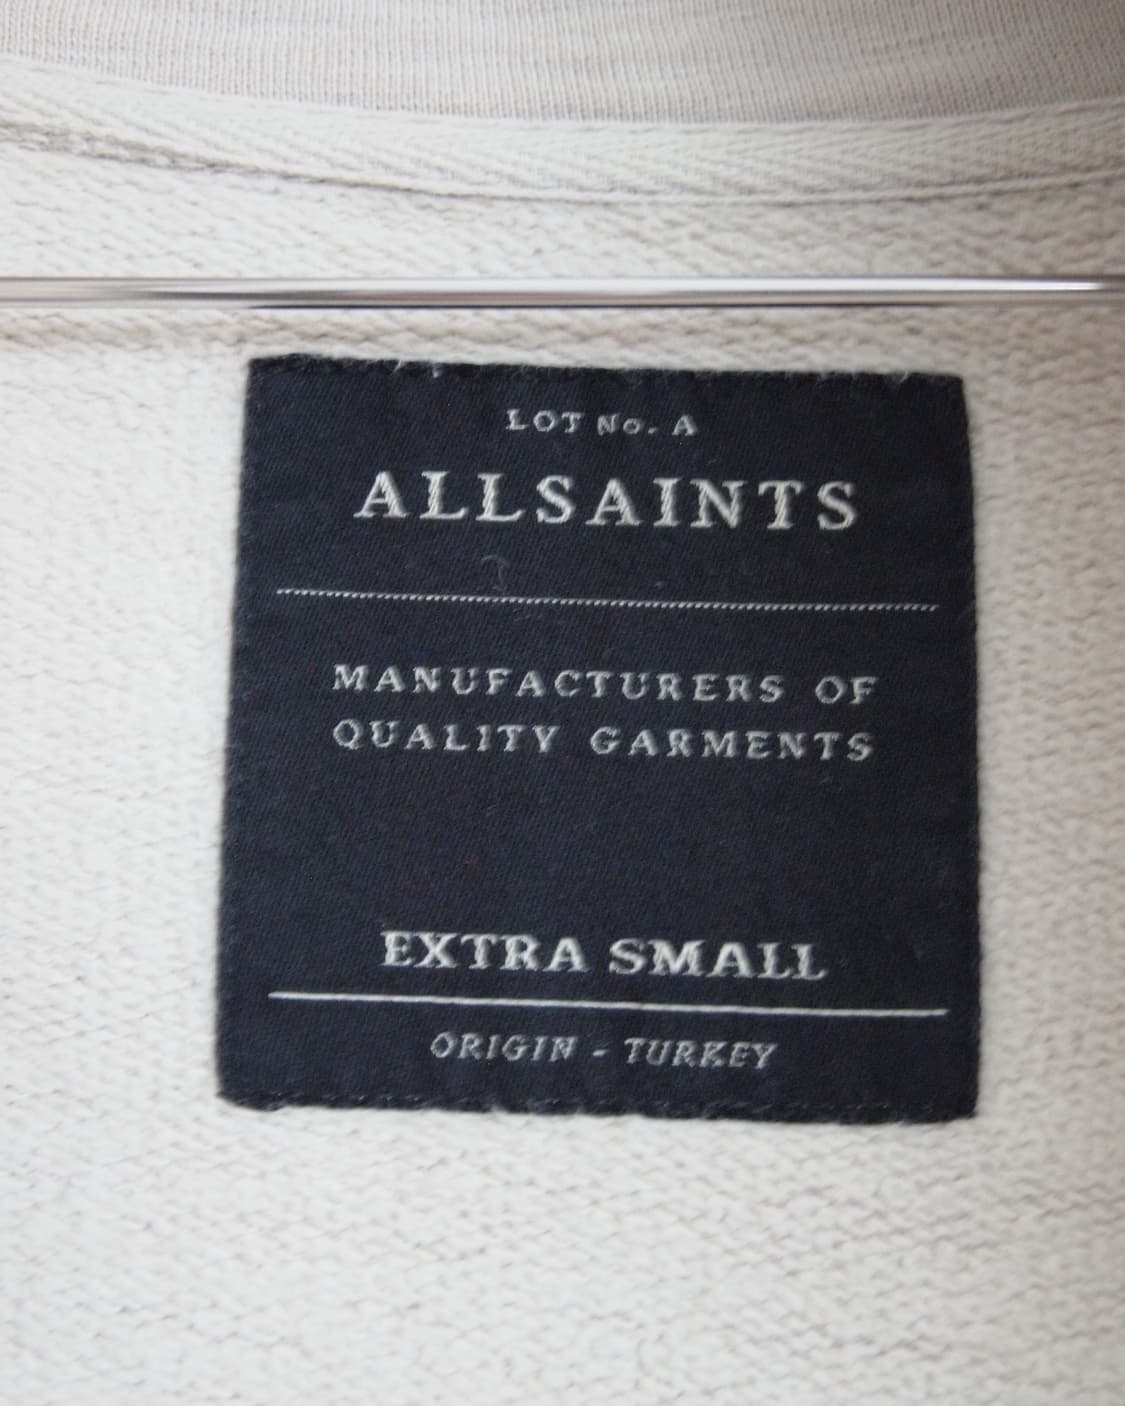 LOT No. A
ALLSAINTS
MANUFACTURERS OF
QUALITY GARMENTS
EXTRA SMALL
ORIGIN - TURKEY